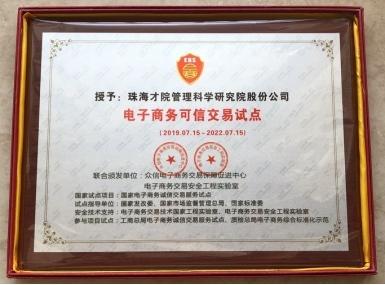 EBS
授予：珠海才院管理科学研究院股份公司
电子商务可信交易试点
(2019.07.15－2022.07.15)
联合颁发单位：众信电子商务交易保障促进中心
电子商务交易安全工程实验室
国家试点项目：国家电子商务诚信交易服务试点
试点指导单位：国家发改委、国家市场监督管理总局、国家标准委
安全技术支持：电子商务交易技术国家工程实验室、电子商务交易安全工程实验室
参与项目试点：工商总局电子商务诚信交易服务试点、质检总局电子商务综合标准化示范